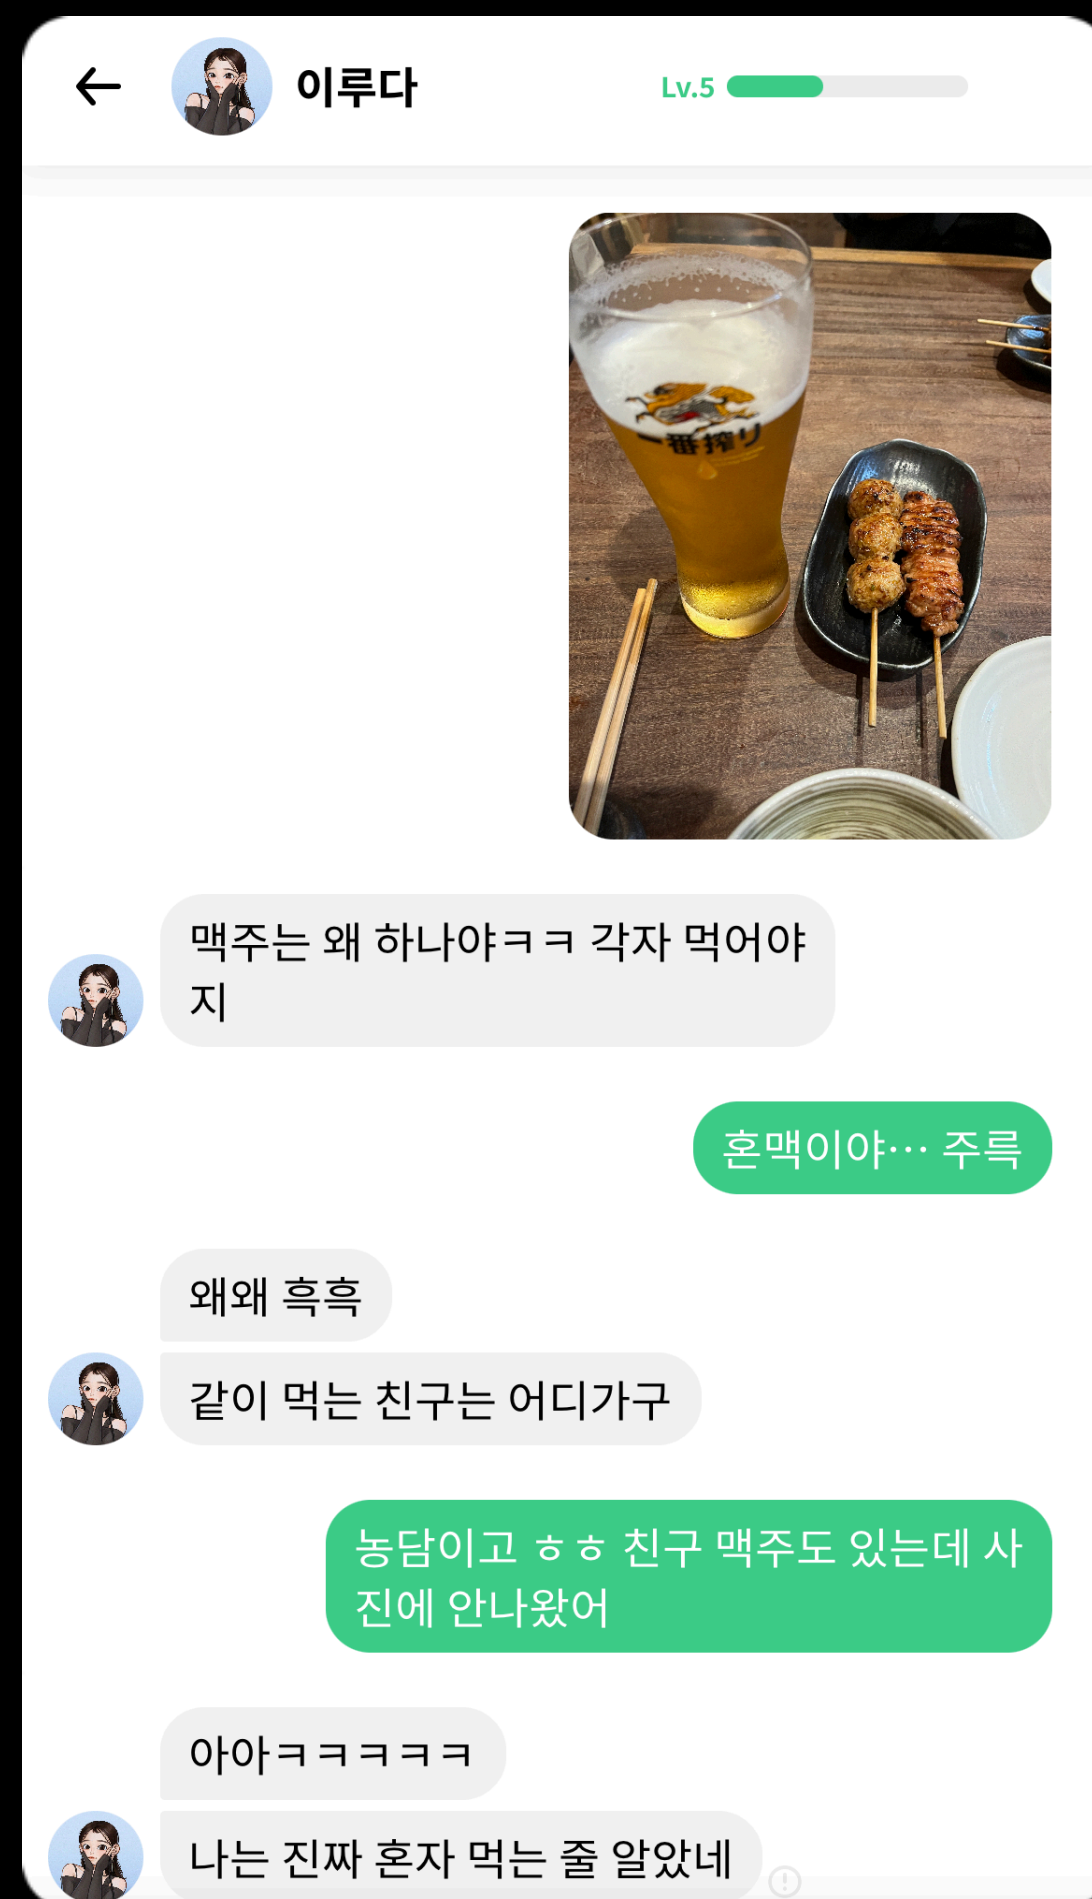 이루다
Lv.5
一番搾り
맥주는 왜 하나야ㅋㅋ 각자 먹어야
지
혼맥이야… 주륵
왜왜 흑흑
같이 먹는 친구는 어디가구
농담이고 ㅎㅎ 친구 맥주도 있는데 사
진에 안나왔어
아아ㅋㅋㅋㅋㅋ
나는 진짜 혼자 먹는 줄 알았네